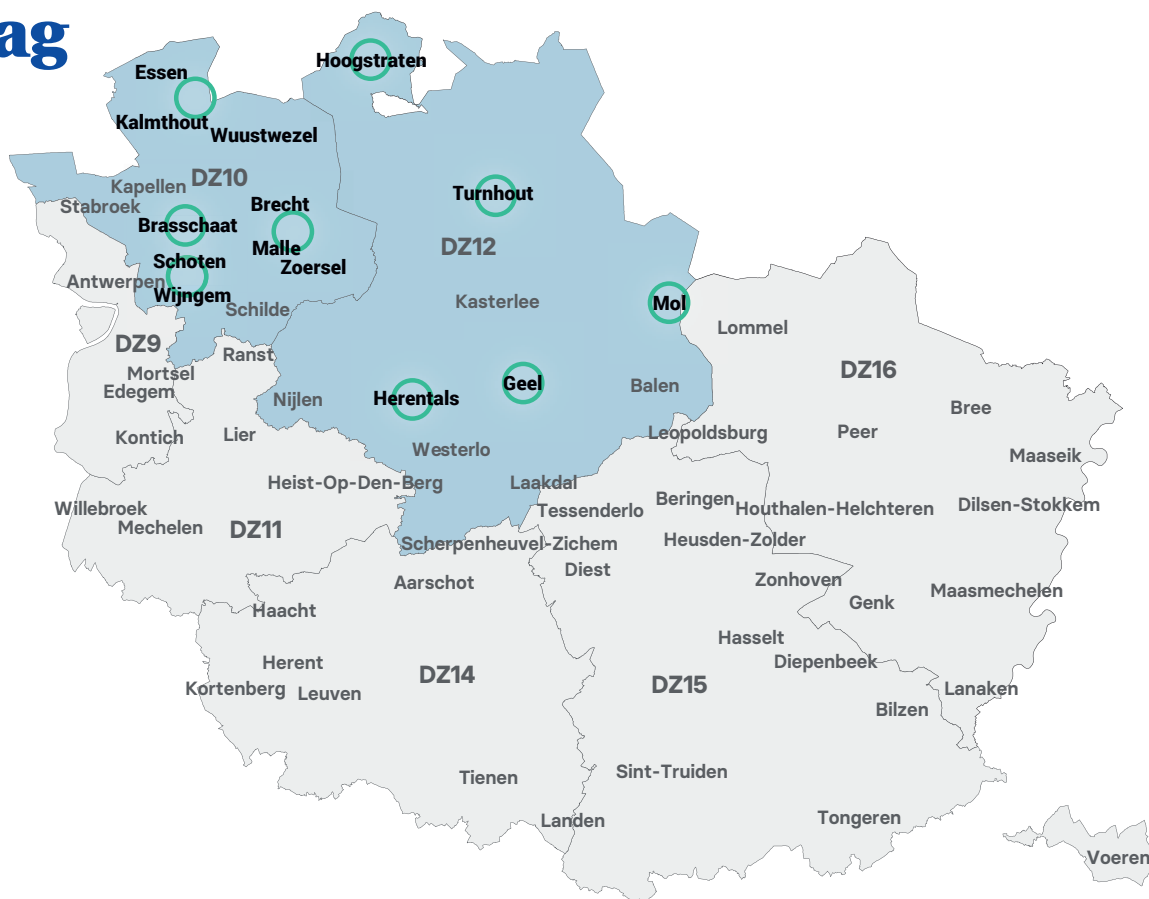 ag
Hoogstraten
Essen
Kalmthout
Wuustwezel
DZ10
Kapellen
Stabroek
Brecht
Turnhout
Brasschaat
Malle
DZ12
Schoten
Zoersel
Antwerpen
Wijngem
Schilde
Kasterlee
Mol
Lommel
DZ9
Ranst
Mortsel
Edegem
DZ16
Nijlen
Herentals
Geel
Balen
Bree
Kontich
Lier
Leopoldsburg
Peer
Westerlo
Maaseik
Heist-Op-Den-Berg
Laakdal
Willebroek
Tessenderlo
Beringen
Houthalen-Helchteren
Dilsen-Stokkem
Mechelen
DZ11
Scherpenheuvel-Zichem
Heusden-Zolder
Diest
Aarschot
Zonhoven
Genk
Maasmechelen
Haacht
Hasselt
Herent
Diepenbeek
DZ14
DZ15
Kortenberg
Leuven
Lanaken
Bilzen
Tienen
Sint-Truiden
Landen
Tongeren
Voeren